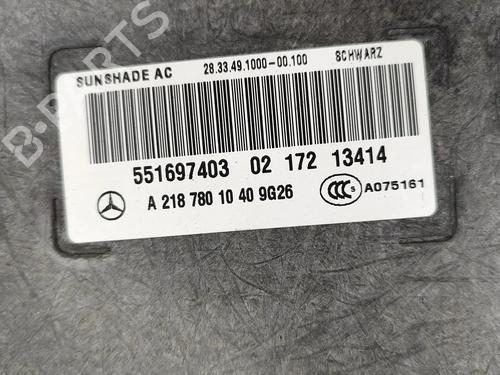 SUNSHADE AC 28.33.49.1000-00.100 SCHWARZ
551697403 02 172 13414
A 218 780 10 40 9G26 CCC S A075161
B-PARTS